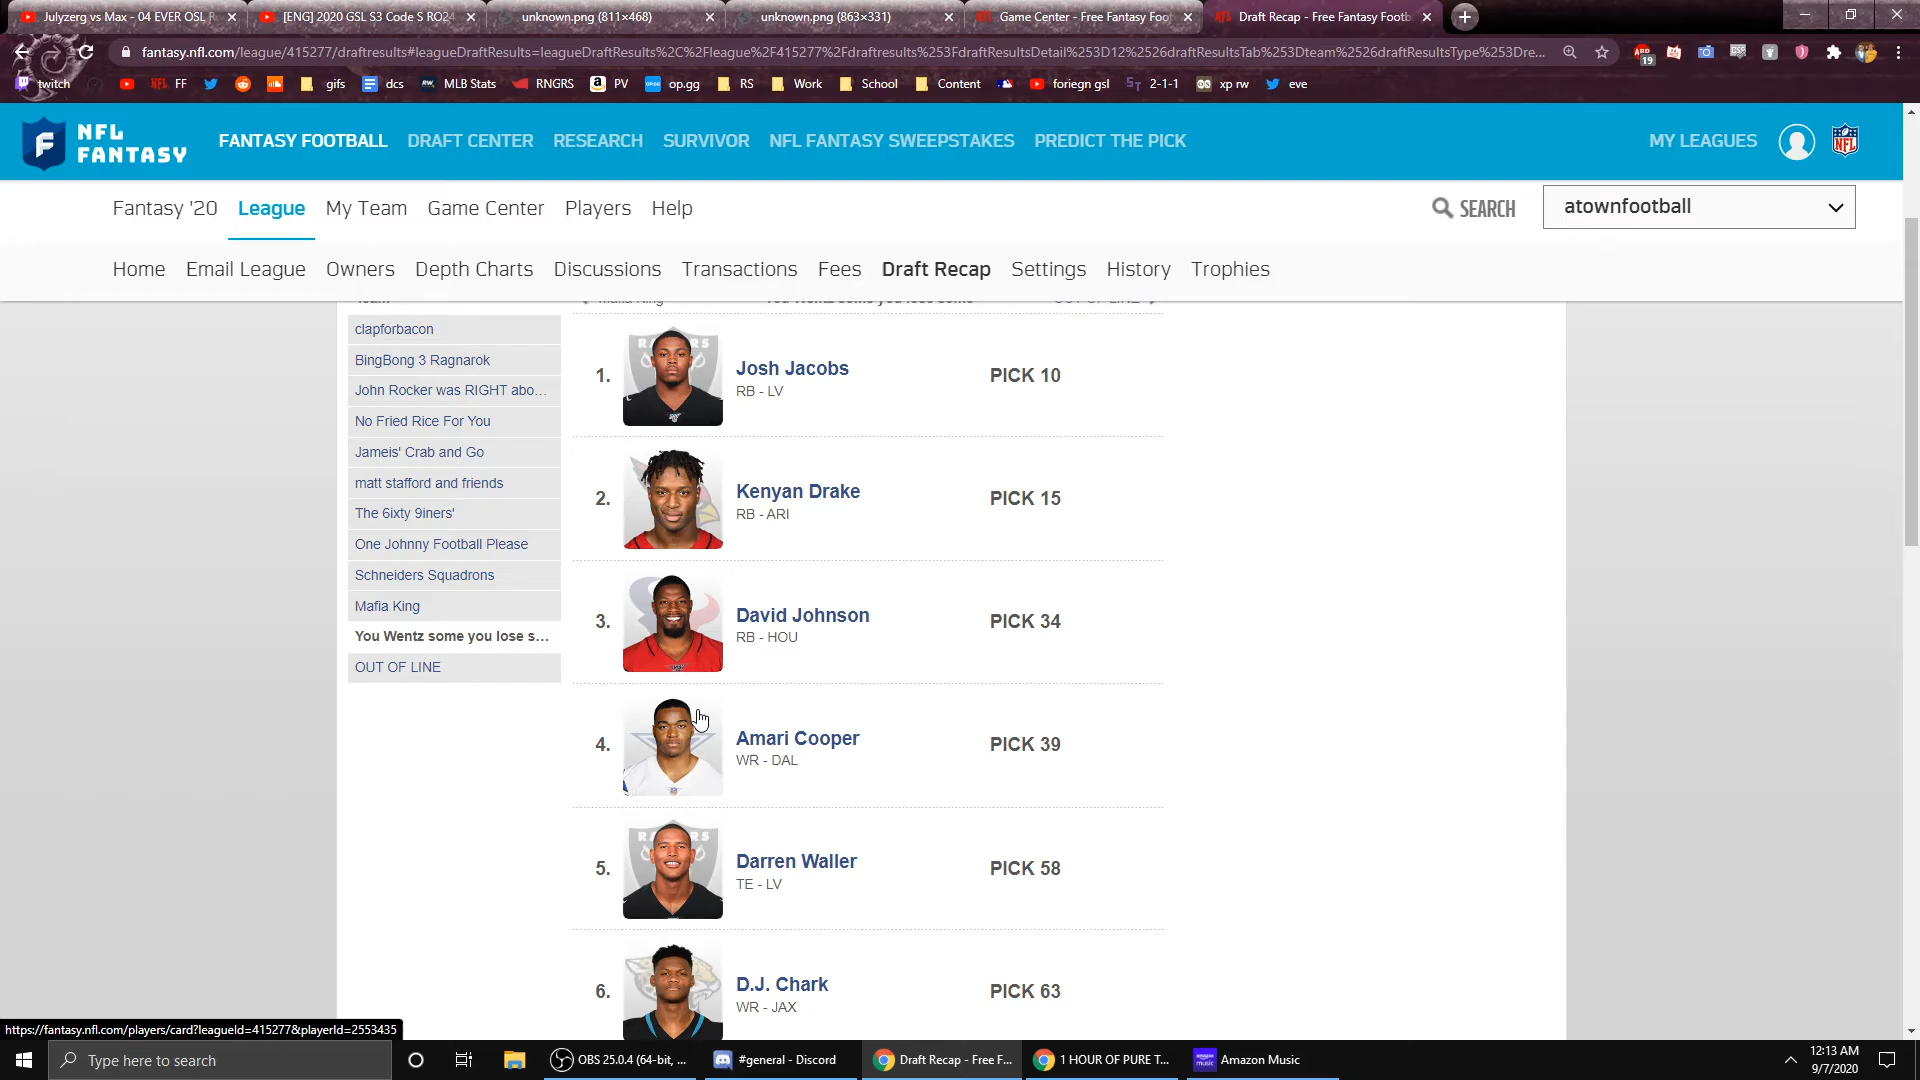 Julyzerg vs Max - 04 EVER OSL R
[ENG] 2020 GSL S3 Code S RO24
unknown.png (811×468)
unknown.png (863×331)
Game Center - Free Fantasy Foo
Draft Recap - Free Fantasy Footb
fantasy.nfl.com/league/415277/draftresults#leagueDraftResults=leagueDraftResults%2C%2Fleague%2F415277%2Fdraftresults%253FdraftResultsDetail%253D12%2526draftResultsTab%253Dteam%2526draftResultsType%253Dre...
19
twitch
FF
gifs
dcs
MLB Stats
RNGRS
PV
op.gg
RS
Work
School
Content
foriegn gsl
2-1-1
xp rw
eve
NFL FANTASY
FANTASY FOOTBALL
DRAFT CENTER
RESEARCH
SURVIVOR
NFL FANTASY SWEEPSTAKES
PREDICT THE PICK
MY LEAGUES
Fantasy '20
League
My Team
Game Center
Players
Help
SEARCH
atownfootball
Home
Email League
Owners
Depth Charts
Discussions
Transactions
Fees
Draft Recap
Settings
History
Trophies
clapforbacon
BingBong 3 Ragnarok
John Rocker was RIGHT abo...
No Fried Rice For You
Jameis' Crab and Go
matt stafford and friends
The 6ixty 9iners'
One Johnny Football Please
Schneiders Squadrons
Mafia King
You Wentz some you lose s...
OUT OF LINE
1.
Josh Jacobs
RB - LV
PICK 10
2.
Kenyan Drake
RB - ARI
PICK 15
3.
David Johnson
RB - HOU
PICK 34
4.
Amari Cooper
WR - DAL
PICK 39
5.
Darren Waller
TE - LV
PICK 58
6.
D.J. Chark
WR - JAX
PICK 63
https://fantasy.nfl.com/players/card?leagueId=415277&playerId=2553435
Type here to search
OBS 25.0.4 (64-bit, ...
#general - Discord
Draft Recap - Free F...
1 HOUR OF PURE T...
Amazon Music
12:13 AM
9/7/2020